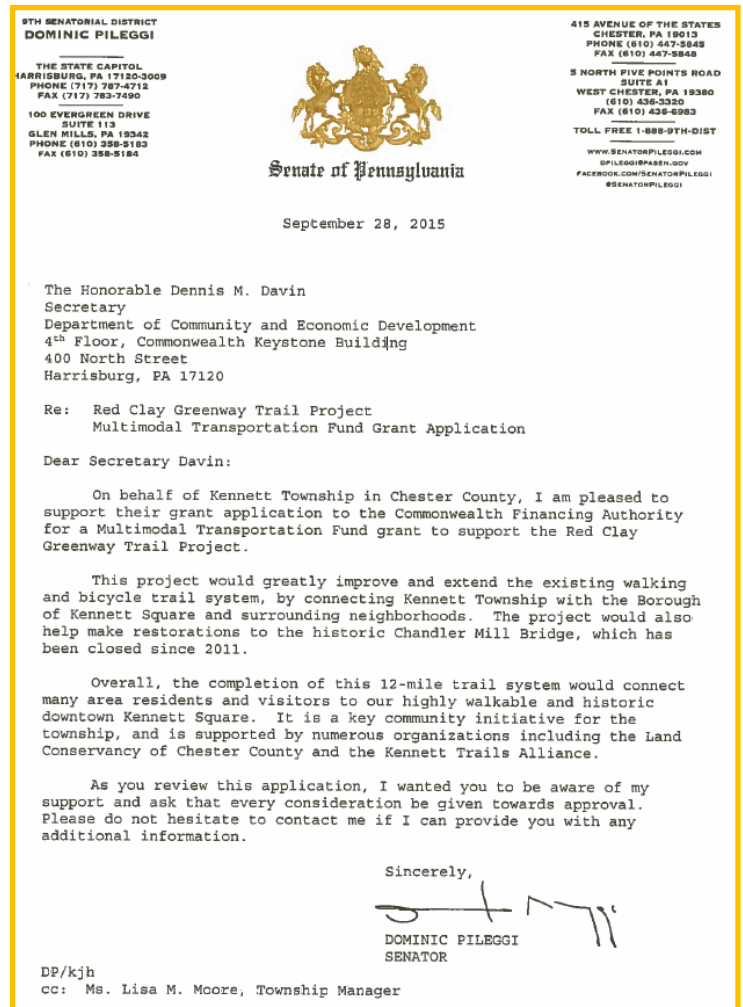 9TH SENATORIAL DISTRICT
DOMINIC PILEGGI
THE STATE CAPITOL
HARRISBURG, PA 17120-3009
PHONE (717) 787-4712
FAX (717) 783-7490
100 EVERGREEN DRIVE
SUITE 113
GLEN MILLS, PA 19342
PHONE (610) 358-5183
FAX (610) 358-5184
Senate of Pennsylvania
415 AVENUE OF THE STATES
CHESTER, PA 19013
PHONE (610) 447-5845
FAX (610) 447-5848
5 NORTH FIVE POINTS ROAD
SUITE A1
WEST CHESTER, PA 19380
(610) 436-3320
FAX (610) 436-6983
TOLL FREE 1-888-9TH-DIST
WWW.SENATORPILEGGI.COM
DPILEGGI@PASEN.GOV
FACEBOOK.COM/SENATORPILEGGI
@SENATORPILEGGI
September 28, 2015
The Honorable Dennis M. Davin
Secretary
Department of Community and Economic Development
4th Floor, Commonwealth Keystone Building
400 North Street
Harrisburg, PA 17120
Re: Red Clay Greenway Trail Project
Multimodal Transportation Fund Grant Application
Dear Secretary Davin:
On behalf of Kennett Township in Chester County, I am pleased to
support their grant application to the Commonwealth Financing Authority
for a Multimodal Transportation Fund grant to support the Red Clay
Greenway Trail Project.
This project would greatly improve and extend the existing walking
and bicycle trail system, by connecting Kennett Township with the Borough
of Kennett Square and surrounding neighborhoods. The project would also
help make restorations to the historic Chandler Mill Bridge, which has
been closed since 2011.
Overall, the completion of this 12-mile trail system would connect
many area residents and visitors to our highly walkable and historic
downtown Kennett Square. It is a key community initiative for the
township, and is supported by numerous organizations including the Land
Conservancy of Chester County and the Kennett Trails Alliance.
As you review this application, I wanted you to be aware of my
support and ask that every consideration be given towards approval.
Please do not hesitate to contact me if I can provide you with any
additional information.
Sincerely,
DOMINIC PILEGGI
SENATOR
DP/kjh
cc: Ms. Lisa M. Moore, Township Manager